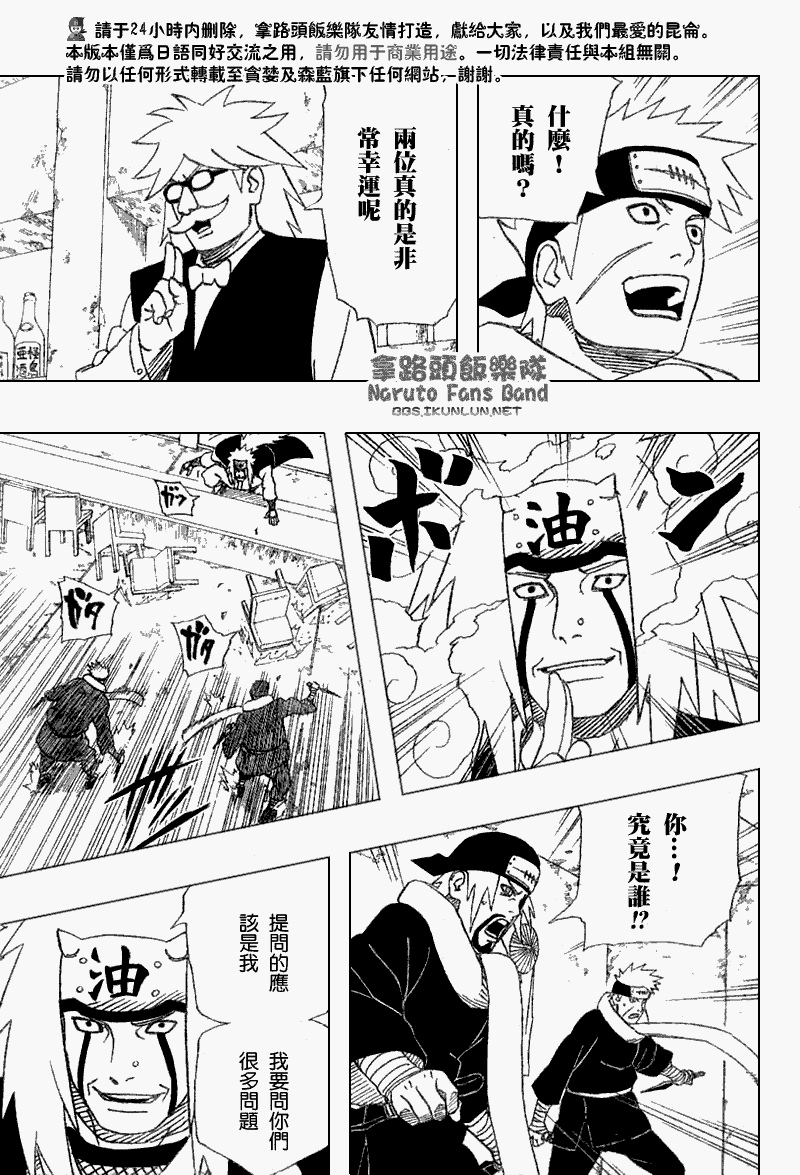 請于24小時内删除，拿路頭飯樂隊友情打造，獻給大家，以及我們最愛的昆侖。
本版本僅爲日語同好交流之用，請勿用于商業用途。一切法律責任與本組無關。
請勿以任何形式轉載至貪婪及森藍旗下任何網站，謝謝。
什麼！
真的嗎？
兩位真的是非
常幸運呢
拿路頭飯樂隊
Naruto Fans Band
BBS.IKUNLUN.NET
ボン
油
ガッ
ガタ
ガタ
你…！
究竟是誰!?
提問的應
該是我
我要問你們
很多問題
油